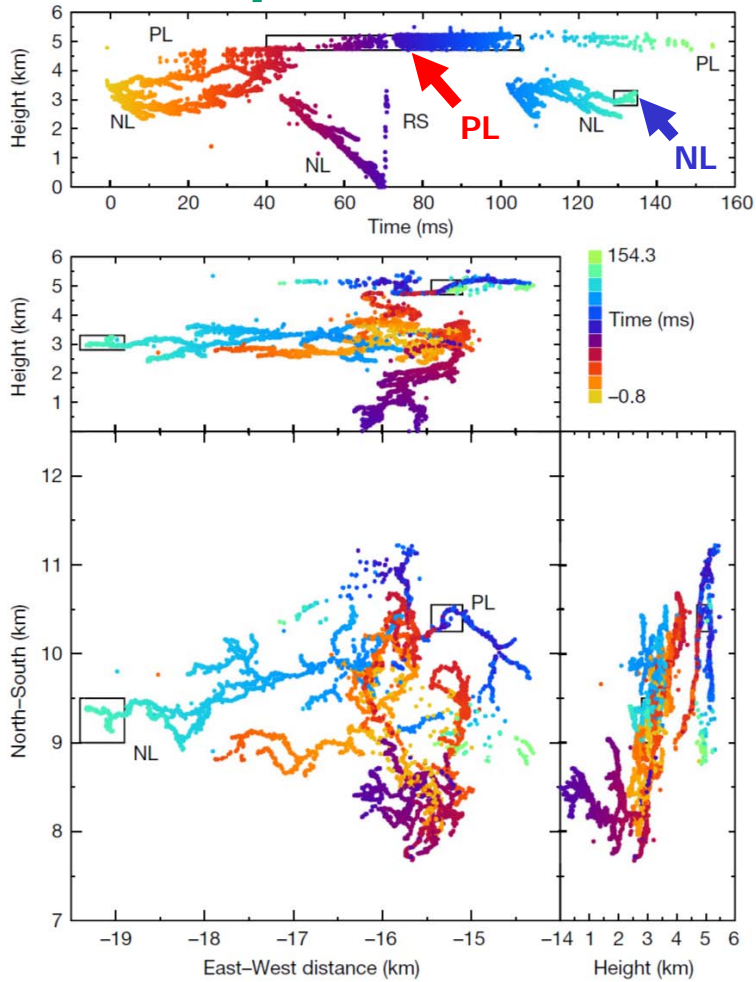 6
5
4
3
2
1
0
Height (km)
PL
NL
NL
RS
PL
NL
PL
NL
0
20
40
60
80
100
120
140
160
Time (ms)
6
5
4
3
2
1
Height (km)
154.3
Time (ms)
–0.8
12
11
10
9
8
7
North–South (km)
PL
NL
–19
–18
–17
–16
–15
–14
East–West distance (km)
1
2
3
4
5
6
Height (km)